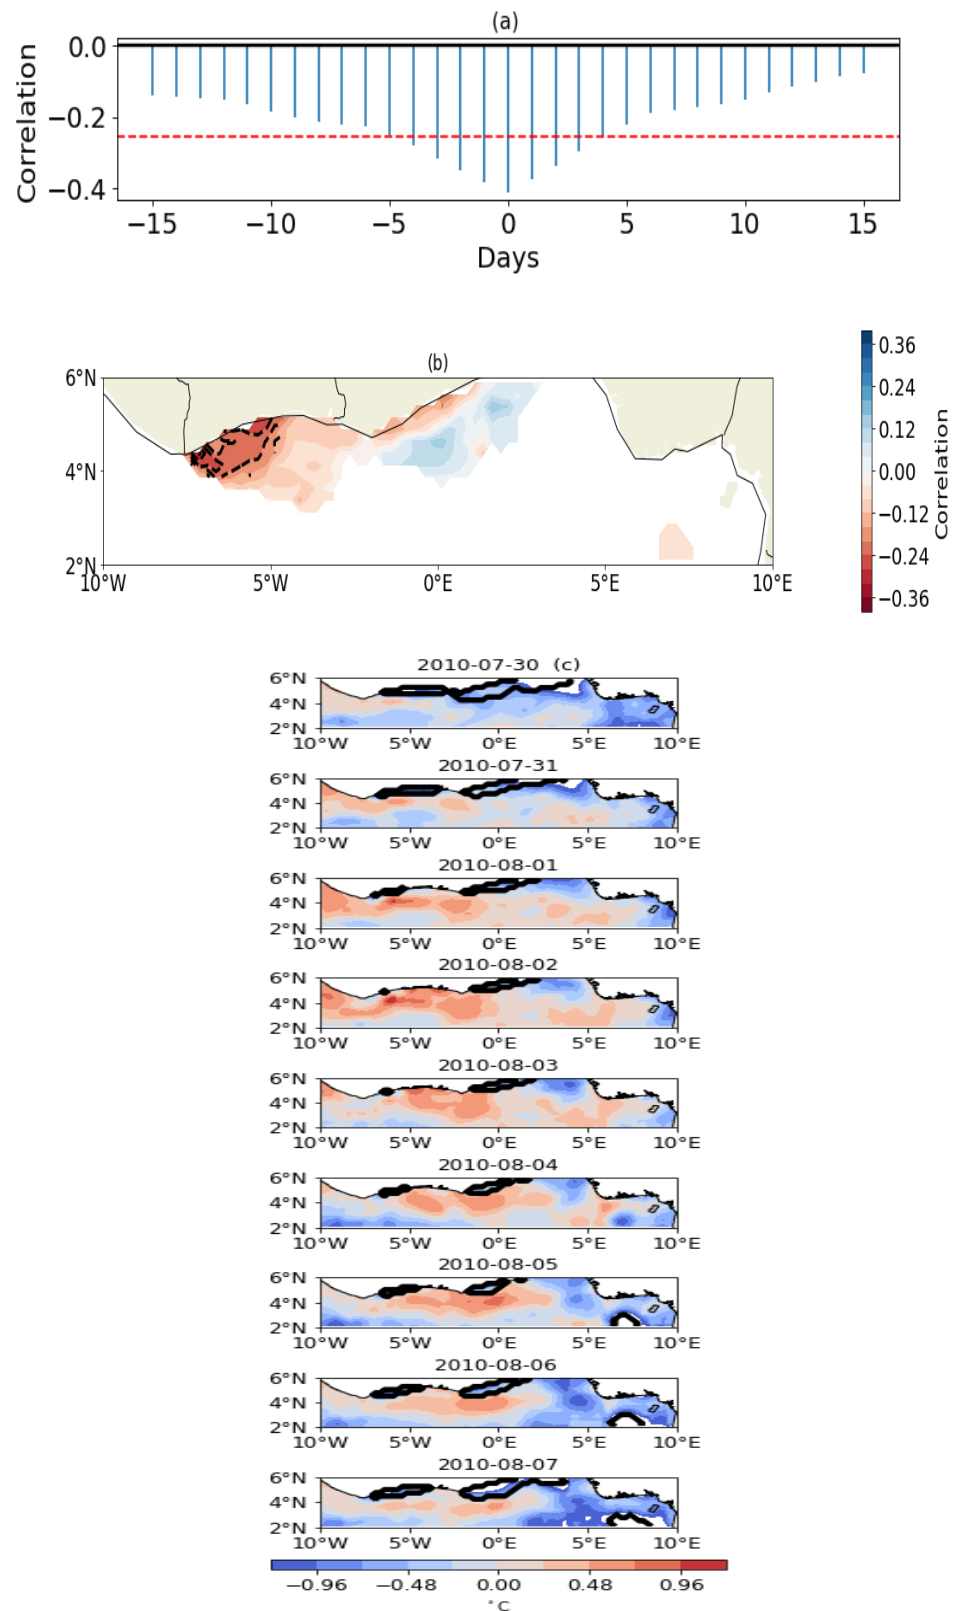 (a)
0.0
−0.2
−0.4
Correlation
−15 −10 −5 0 5 10 15
Days
(b)
6°N
4°N
2°N
10°W 5°W 0°E 5°E 10°E
0.36
0.24
0.12
0.00
−0.12
−0.24
−0.36
Correlation
2010-07-30 (c)
6°N
4°N
2°N
10°W 5°W 0°E 5°E 10°E
2010-07-31
6°N
4°N
2°N
10°W 5°W 0°E 5°E 10°E
2010-08-01
6°N
4°N
2°N
10°W 5°W 0°E 5°E 10°E
2010-08-02
6°N
4°N
2°N
10°W 5°W 0°E 5°E 10°E
2010-08-03
6°N
4°N
2°N
10°W 5°W 0°E 5°E 10°E
2010-08-04
6°N
4°N
2°N
10°W 5°W 0°E 5°E 10°E
2010-08-05
6°N
4°N
2°N
10°W 5°W 0°E 5°E 10°E
2010-08-06
6°N
4°N
2°N
10°W 5°W 0°E 5°E 10°E
2010-08-07
6°N
4°N
2°N
10°W 5°W 0°E 5°E 10°E
−0.96 −0.48 0.00 0.48 0.96
°C